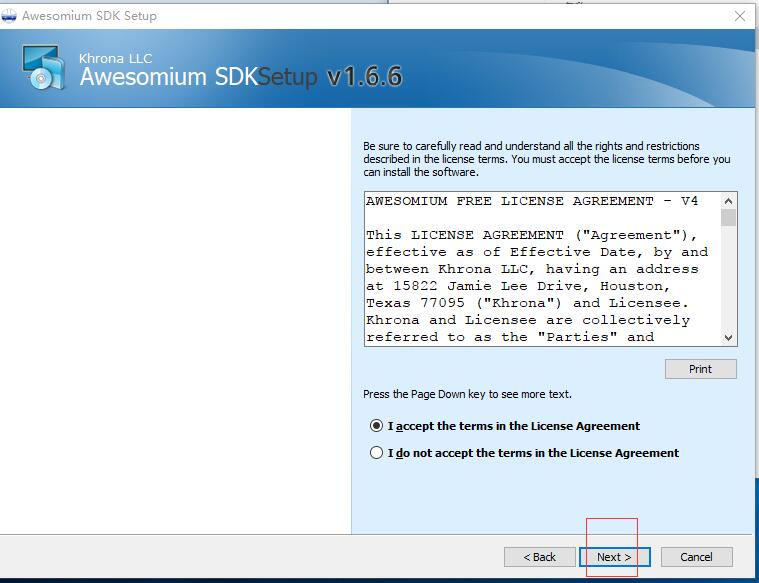 Awesomium SDK Setup
Khrona LLC
Awesomium SDKSetup v1.6.6
Be sure to carefully read and understand all the rights and restrictions
described in the license terms. You must accept the license terms before you
can install the software.
AWESOMIUM FREE LICENSE AGREEMENT - V4
This LICENSE AGREEMENT ("Agreement"),
effective as of Effective Date, by and
between Khrona LLC, having an address
at 15822 Jamie Lee Drive, Houston,
Texas 77095 ("Khrona") and Licensee.
Khrona and Licensee are collectively
referred to as the "Parties" and
Print
Press the Page Down key to see more text.
I accept the terms in the License Agreement
I do not accept the terms in the License Agreement
< Back
Next >
Cancel